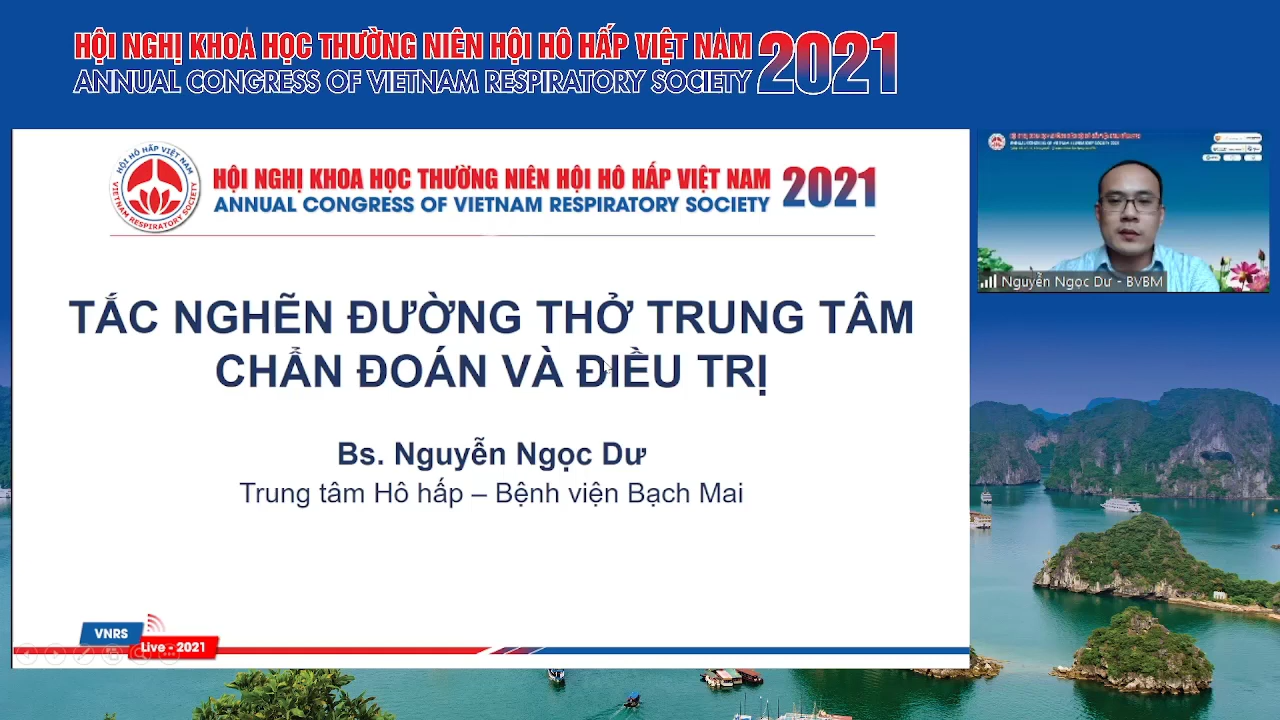 HỘI NGHỊ KHOA HỌC THƯỜNG NIÊN HỘI HÔ HẤP VIỆT NAM 2021
ANNUAL CONGRESS OF VIETNAM RESPIRATORY SOCIETY
HỘI HÔ HẤP VIỆT NAM
VIETNAM RESPIRATORY SOCIETY
HỘI NGHỊ KHOA HỌC THƯỜNG NIÊN HỘI HÔ HẤP VIỆT NAM 2021
ANNUAL CONGRESS OF VIETNAM RESPIRATORY SOCIETY
Nguyễn Ngọc Dư - BVBM
TẮC NGHẼN ĐƯỜNG THỞ TRUNG TÂM
CHẨN ĐOÁN VÀ ĐIỀU TRỊ
Bs. Nguyễn Ngọc Dư
Trung tâm Hô hấp – Bệnh viện Bạch Mai
VNRS
Live - 2021